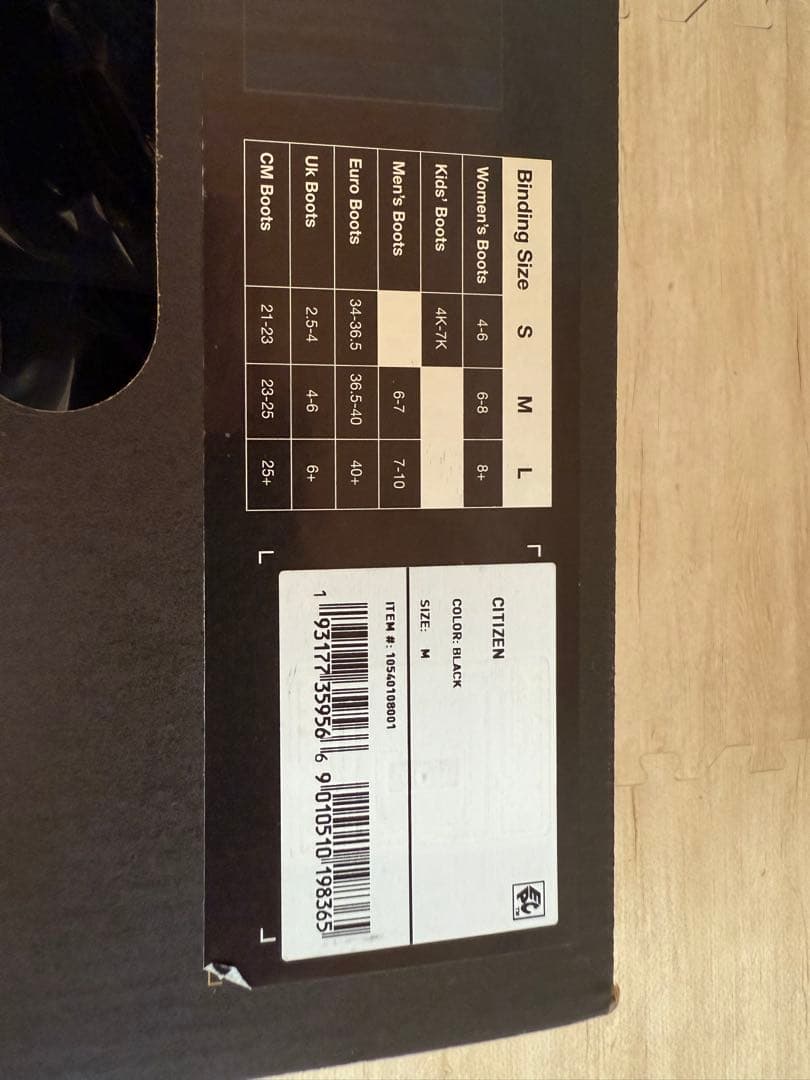 Binding Size S M L
Women's Boots 4-6 6-8 8+
Kids' Boots 4K-7K
Men's Boots 6-7 7-10
Euro Boots 34-36.5 36.5-40 40+
Uk Boots 2.5-4 4-6 6+
CM Boots 21-23 23-25 25+
CITIZEN
COLOR: BLACK
SIZE: M
ITEM #: 10540108001
1 93177 35956 6
9 010510 198365